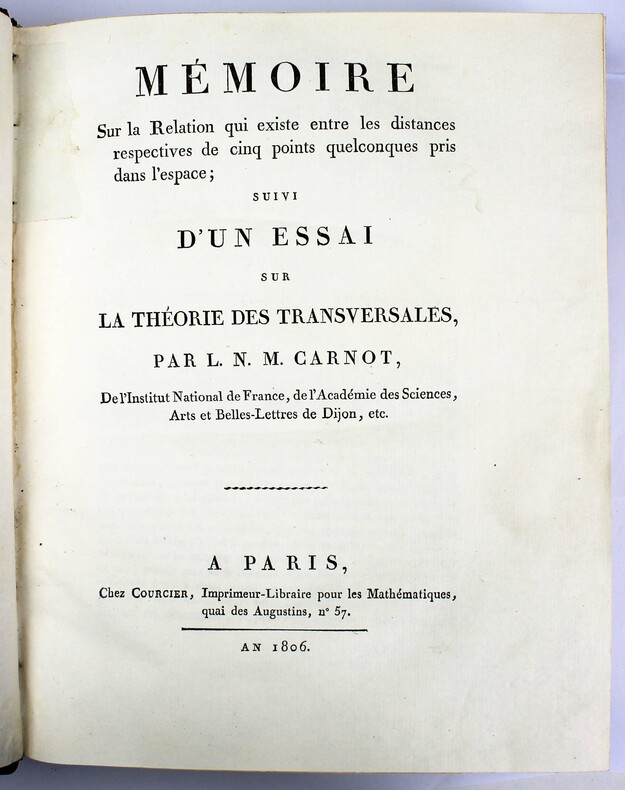 MÉMOIRE
Sur la Relation qui existe entre les distances
respectives de cinq points quelconques pris
dans l'espace;
SUIVI
D'UN ESSAI
SUR
LA THÉORIE DES TRANSVERSALES,
PAR L. N. M. CARNOT,
De l'Institut National de France, de l'Académie des Sciences,
Arts et Belles-Lettres de Dijon, etc.
A PARIS,
Chez COURCIER, Imprimeur-Libraire pour les Mathématiques,
quai des Augustins, n° 57.
AN 1806.